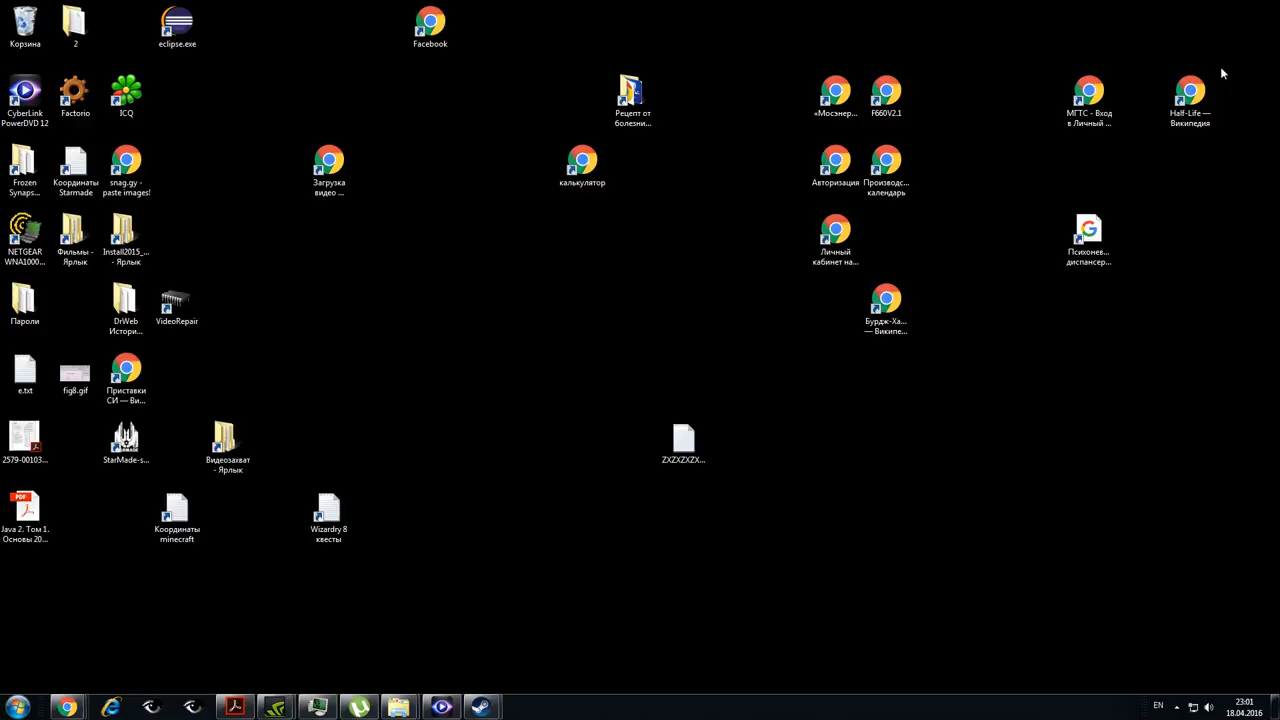 Корзина
2
eclipse.exe
Facebook
CyberLink
PowerDVD 12
Factorio
ICQ
Рецепт от
болезни...
«Мосэнер...
F660V2.1
МГТС - Вход
в Личный ...
Half-Life —
Википедия
Frozen
Synaps...
Координаты
Starmade
snag.gy -
paste images!
Загрузка
видео ...
калькулятор
Авторизация
Производс...
календарь
NETGEAR
WNA1000...
Фильмы -
Ярлык
Install2015_...
- Ярлык
Личный
кабинет на...
Психонев...
диспансер...
Пароли
DrWeb
Истори...
VideoRepair
Бурдж-Ха...
— Википе...
e.txt
fig8.gif
Приставки
СИ — Ви...
2579-00103...
StarMade-s...
STARMADE
Видеозахват
- Ярлык
ZXZXZXZX...
PDF
Java 2. Том 1.
Основы 20...
Координаты
minecraft
Wizardry 8
квесты
EN
23:01
18.04.2016